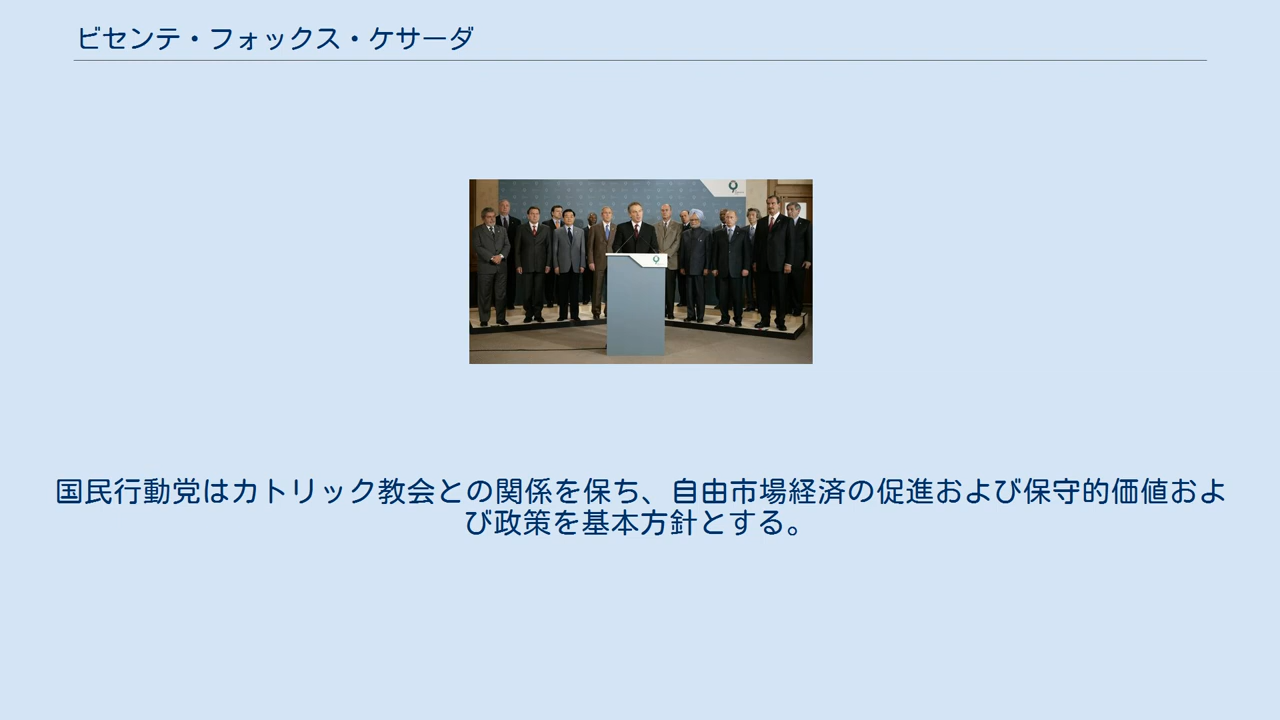 ビセンテ・フォックス・ケサーダ
国民行動党はカトリック教会との関係を保ち、自由市場経済の促進および保守的価値およ
び政策を基本方針とする。